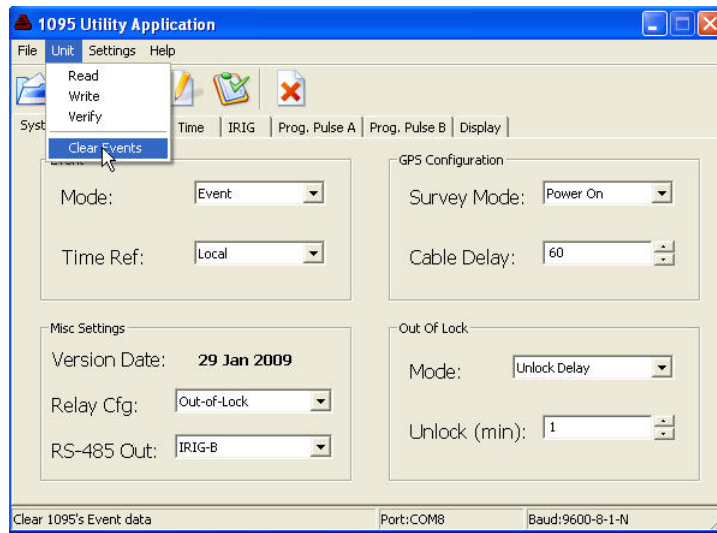 1095 Utility Application
File Unit Settings Help
Read
Write
Verify
Clear Events
Time IRIG Prog. Pulse A Prog. Pulse B Display
GPS Configuration
Mode: Event
Survey Mode: Power On
Time Ref: Local
Cable Delay: 60
Misc Settings
Out Of Lock
Version Date: 29 Jan 2009
Mode: Unlock Delay
Relay Cfg: Out-of-Lock
Unlock (min): 1
RS-485 Out: IRIG-B
Clear 1095's Event data Port:COM8 Baud:9600-8-1-N